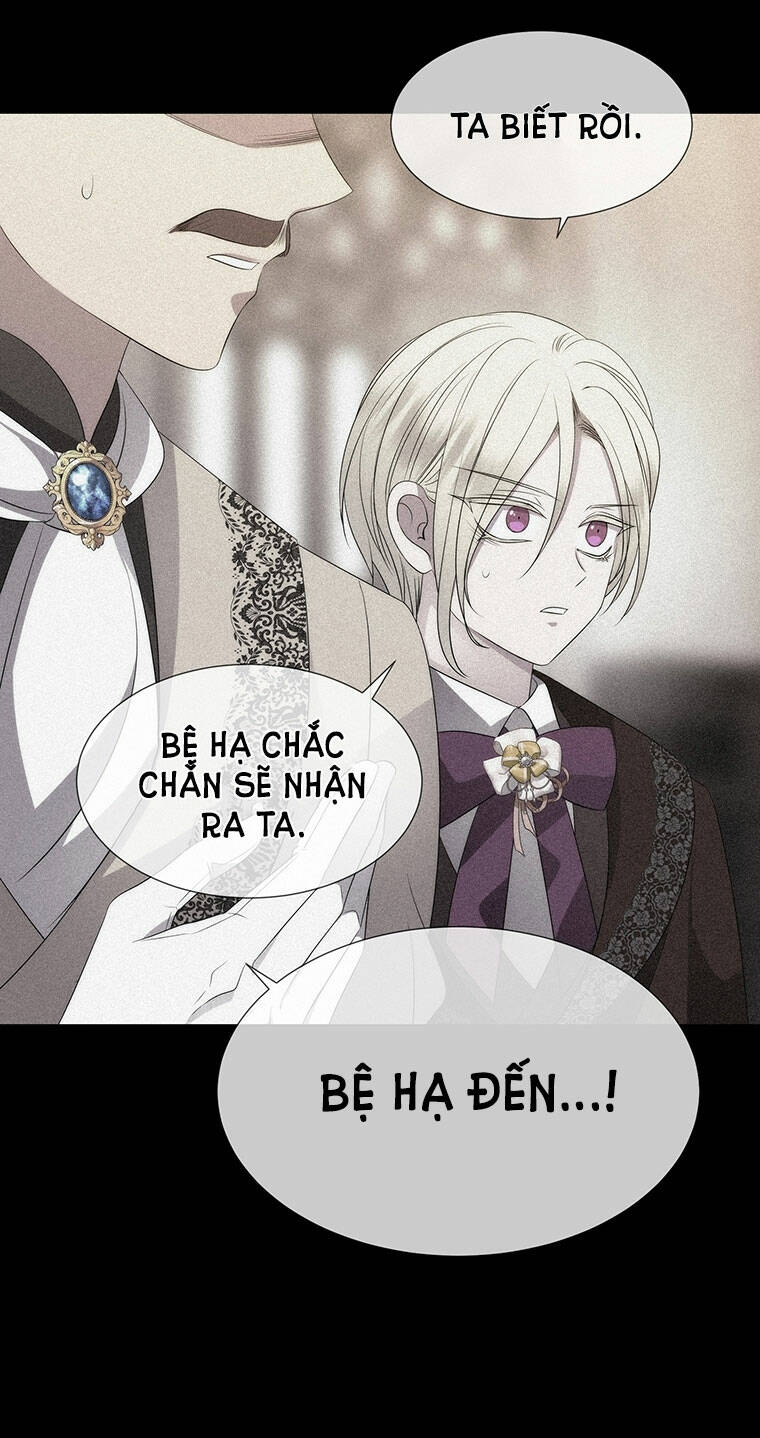 TA BIẾT RỒI.
BỆ HẠ CHẮC
CHẮN SẼ NHẬN
RA TA.
BỆ HẠ ĐẾN...!